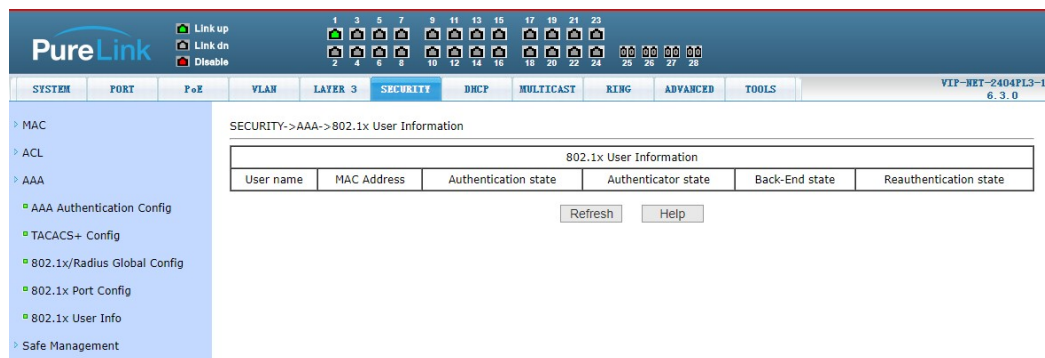 PureLink
Link up
Link dn
Disable
1 3 5 7 9 11 13 15 17 19 21 23
2 4 6 8 10 12 14 16 18 20 22 24 25 26 27 28
SYSTEM PORT PoE VLAN LAYER 3 SECURITY DHCP MULTICAST RING ADVANCED TOOLS
VIP-NET-2404PL3-1
6.3.0
MAC
ACL
AAA
AAA Authentication Config
TACACS+ Config
802.1x/Radius Global Config
802.1x Port Config
802.1x User Info
Safe Management
SECURITY->AAA->802.1x User Information
802.1x User Information
User name MAC Address Authentication state Authenticator state Back-End state Reauthentication state
Refresh Help